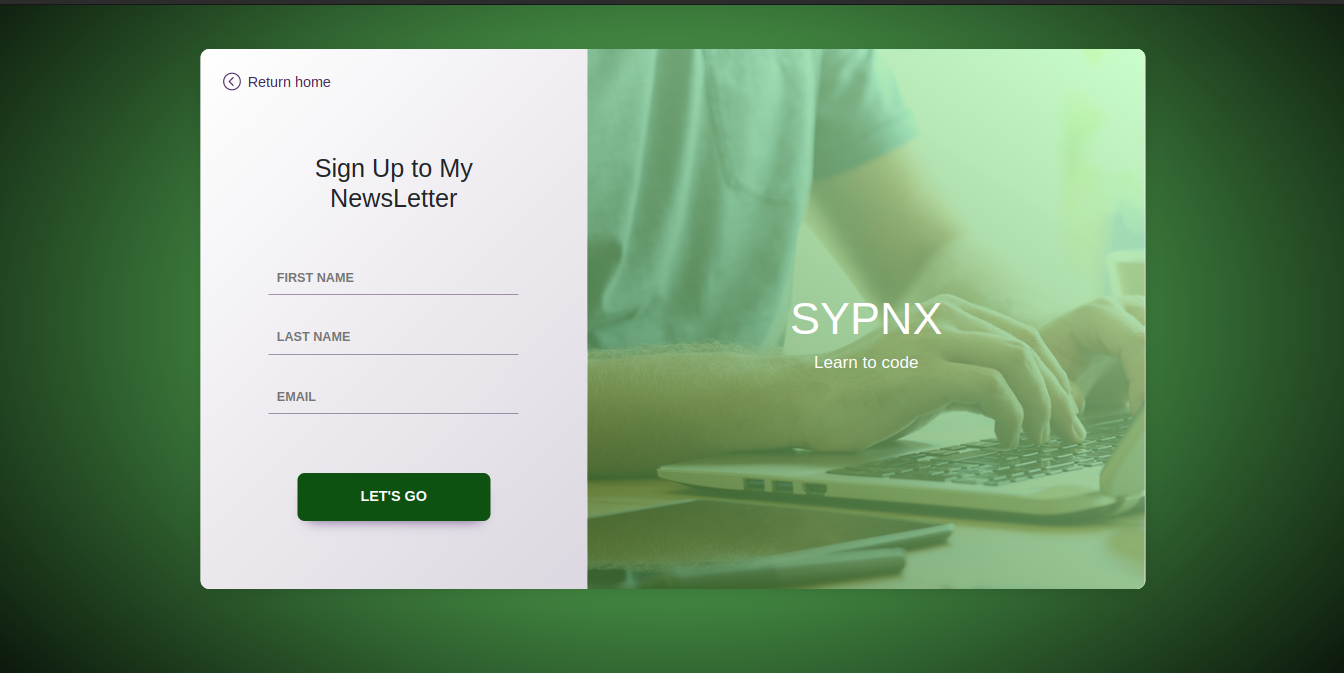 Return home
Sign Up to My
NewsLetter
FIRST NAME
LAST NAME
EMAIL
LET'S GO
SYPNX
Learn to code